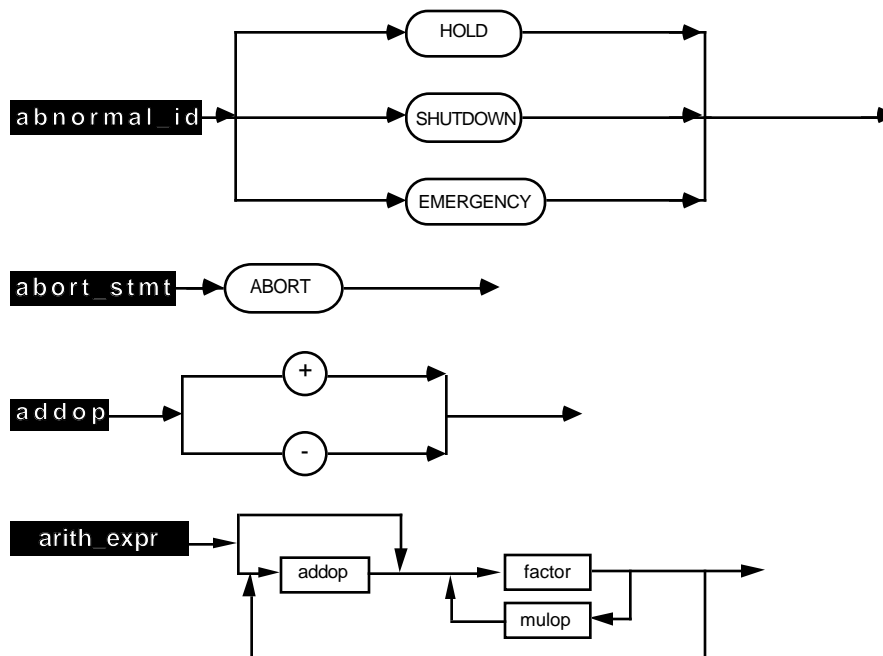 HOLD
abnormal_id
SHUTDOWN
EMERGENCY
abort_stmt
ABORT
+
addop
-
arith_expr
addop
factor
mulop